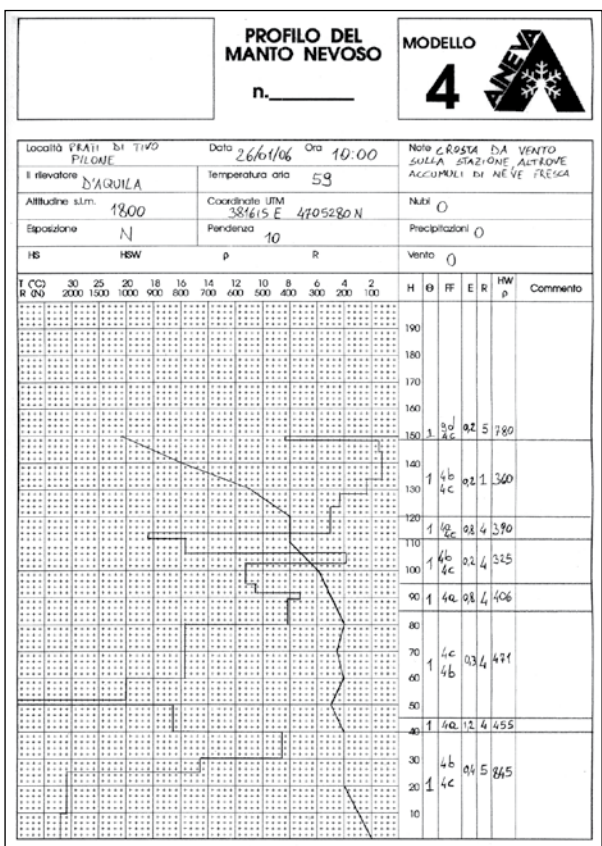 PROFILO DEL
MANTO NEVOSO
n.
MODELLO
4
AINEVA
Località PRATI DI TIVO
PILONE
Data 26/01/06 Ora 10:00
Note CROSTA DA VENTO
SULLA STAZIONE, ALTROVE
ACCUMULI DI NEVE FRESCA
Il rilevatore D'AQUILA
Temperatura aria 59
Altitudine s.l.m. 1800
Coordinate UTM
381615 E 4705280 N
Nubi 0
Esposizione N
Pendenza 10
Precipitazioni 0
HS HSW ρ R
Vento 0
T (°C) 30 25 20 18 16 14 12 10 8 6 4 2
R (N) 2000 1500 1000 900 800 700 600 500 400 300 200 100
H Θ FF E R HW ρ Commento
190
180
170
160
150 1 9d 4c 0,2 5 780
140
130 1 4b 4c 0,2 1 340
120
1 4a 4c 0,8 4 390
110
100 1 4b 4c 0,2 4 325
90 1 4a 0,8 4 406
80
70
60 1 4c 4b 0,3 4 471
50
40 1 4a 1,2 4 455
30
20 1 4b 4c 0,4 5 845
10